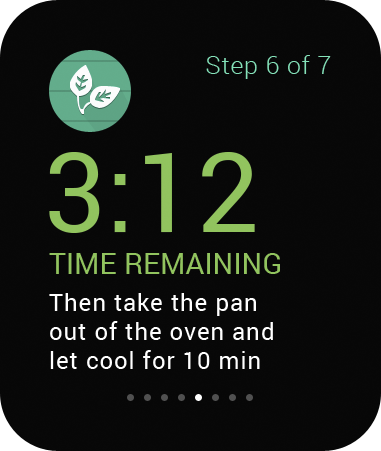 Step 6 of 7
3:12
TIME REMAINING
Then take the pan
out of the oven and
let cool for 10 min